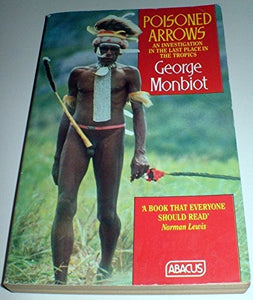 POISONED
ARROWS
AN INVESTIGATION
IN THE LAST PLACE IN
THE TROPICS
George
Monbiot
'A BOOK THAT EVERYONE
SHOULD READ'
Norman Lewis
ABACUS